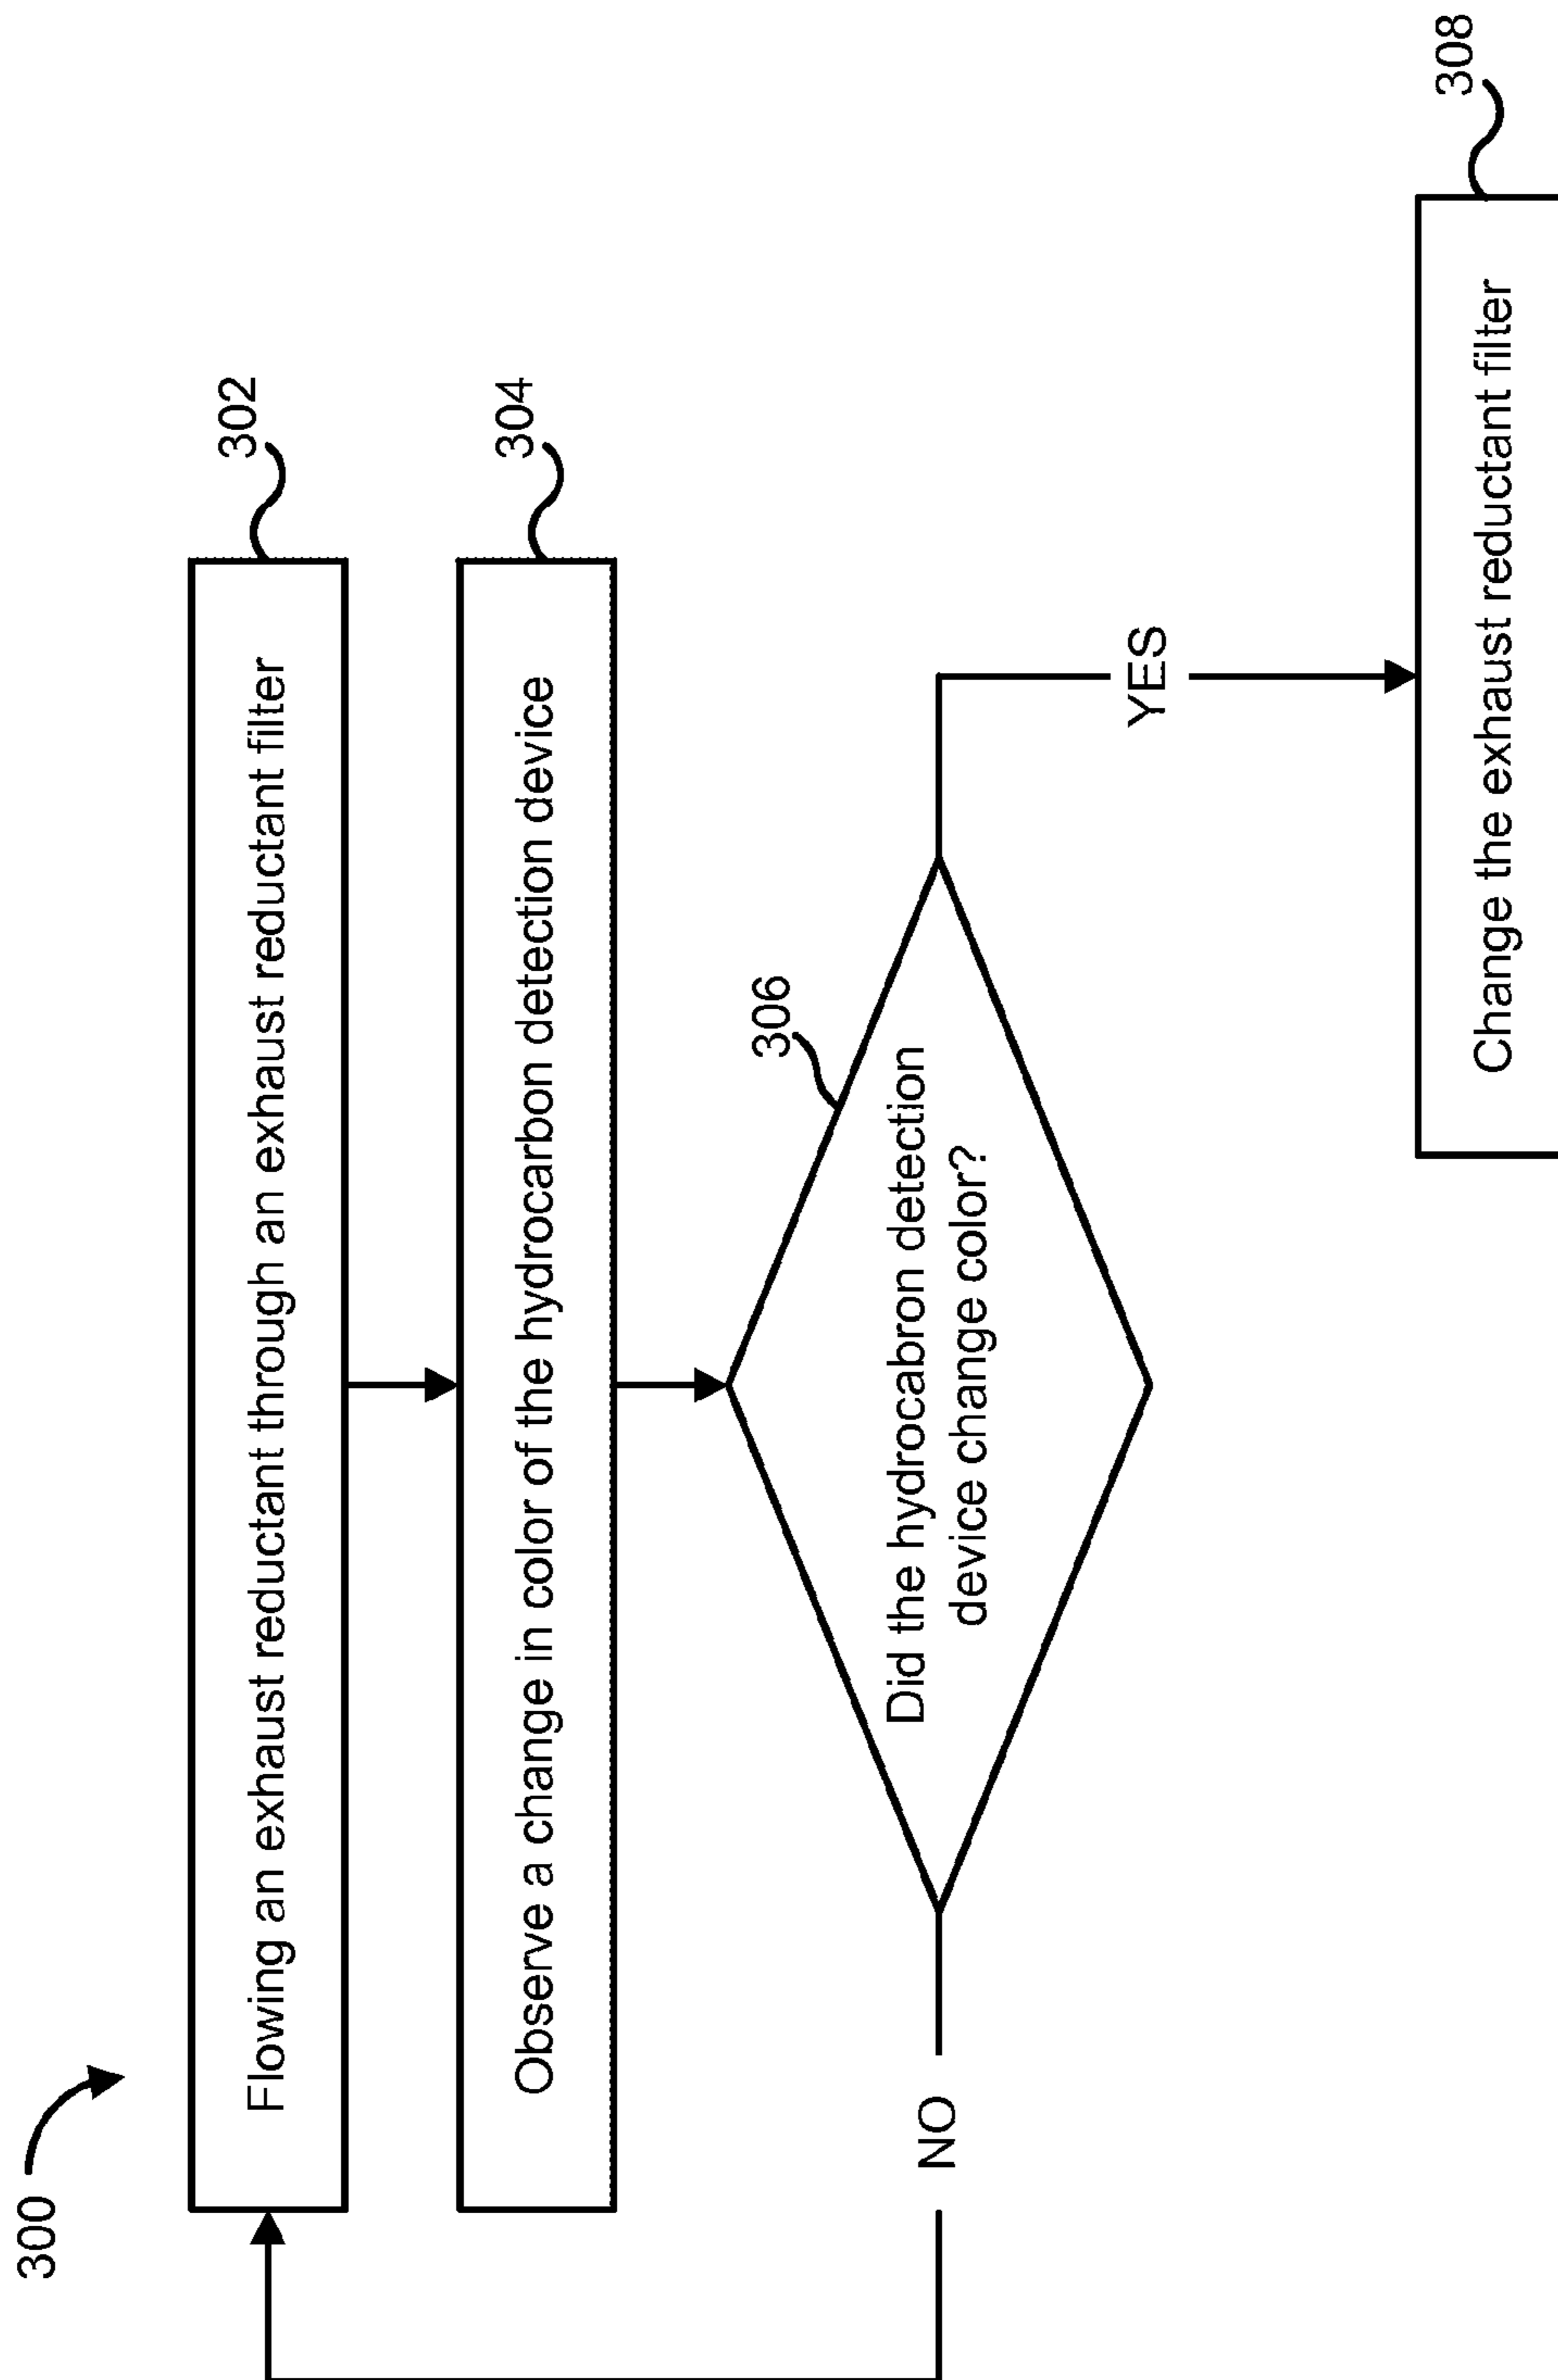 300
Flowing an exhaust reductant through an exhaust reductant filter
302
Observe a change in color of the hydrocarbon detection device
304
306
Did the hydrocabron detection
device change color?
NO
YES
308
Change the exhaust reductant filter